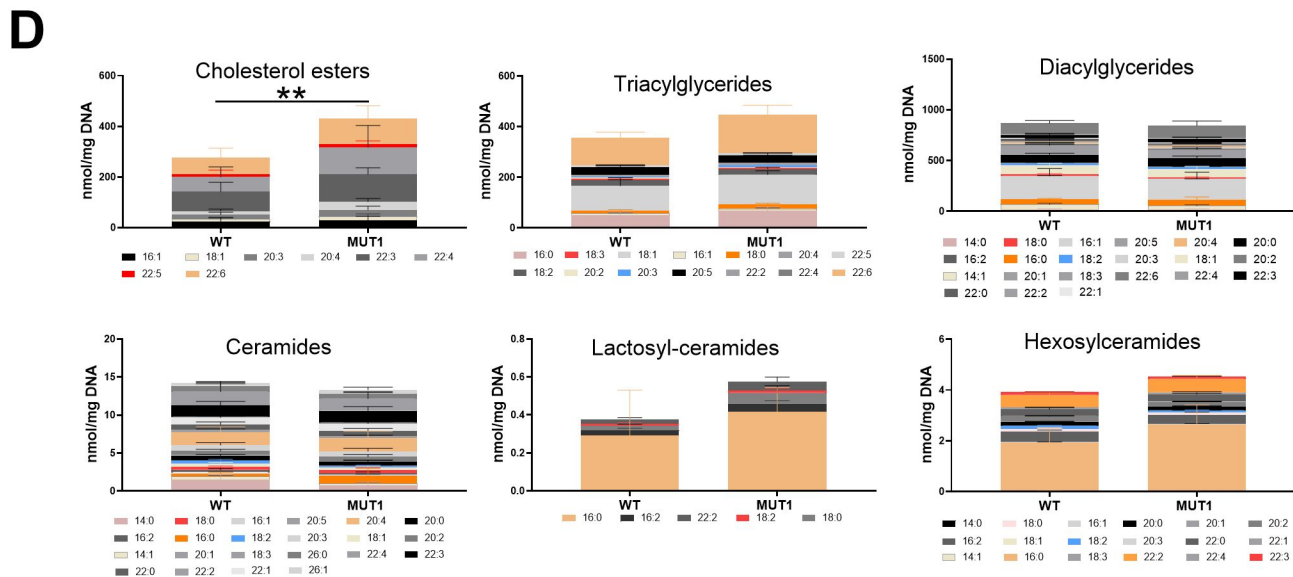 D
Cholesterol esters
**
nmol/mg DNA
600
400
200
0
WT MUT1
16:1 18:1 20:3 20:4 22:3 22:4
22:5 22:6
Triacylglycerides
nmol/mg DNA
600
400
200
0
WT MUT1
16:0 18:3 18:1 16:1 18:0 20:4 22:5
18:2 20:2 20:3 20:5 22:2 22:4 22:6
Diacylglycerides
nmol/mg DNA
1500
1000
500
0
WT MUT1
14:0 18:0 16:1 20:5 20:4 20:0
16:2 16:0 18:2 20:3 18:1 20:2
14:1 20:1 18:3 22:6 22:4 22:3
22:0 22:2 22:1
Ceramides
nmol/mg DNA
20
15
10
5
0
WT MUT1
14:0 18:0 16:1 20:5 20:4 20:0
16:2 16:0 18:2 20:3 18:1 20:2
14:1 20:1 18:3 26:0 22:4 22:3
22:0 22:2 22:1 26:1
Lactosyl-ceramides
nmol/mg DNA
0.8
0.6
0.4
0.2
0.0
WT MUT1
16:0 16:2 22:2 18:2 18:0
Hexosylceramides
nmol/mg DNA
6
4
2
0
WT MUT1
14:0 18:0 16:1 20:0 20:1 20:2
16:2 18:1 18:2 20:3 22:0 22:1
14:1 16:0 18:3 22:2 22:4 22:3